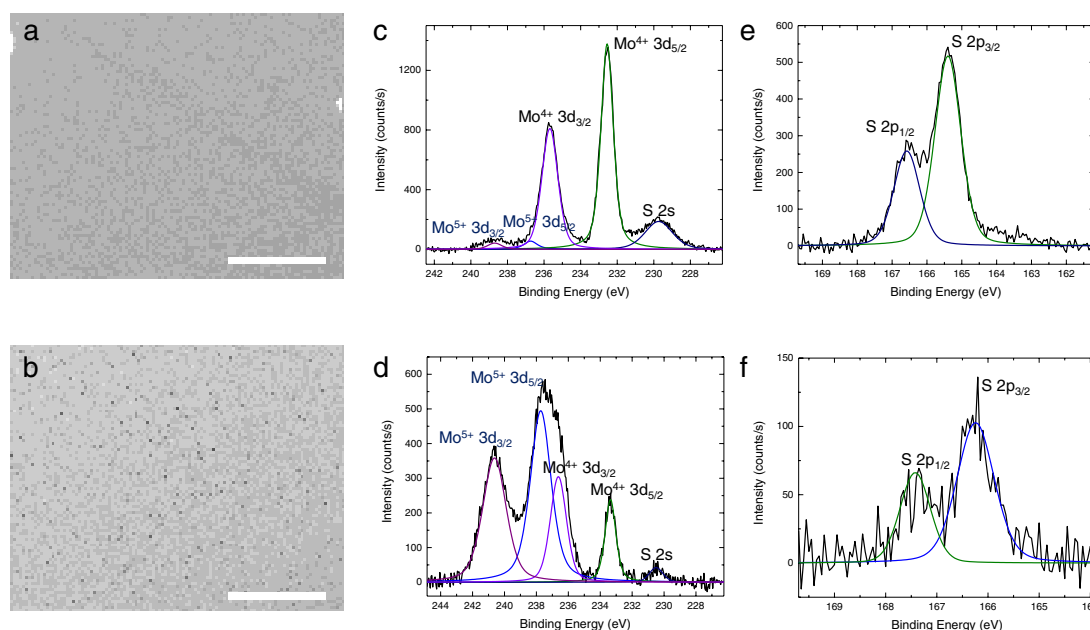 a
c
Mo⁴⁺ 3d₅/₂
Mo⁴⁺ 3d₃/₂
Mo⁵⁺ 3d₃/₂
Mo⁵⁺ 3d₅/₂
S 2s
Intensity (counts/s)
1400
1200
800
400
0
242 240 238 236 234 232 230 228
Binding Energy (eV)
e
S 2p₃/₂
S 2p₁/₂
Intensity (counts/s)
600
500
400
300
200
100
0
169 168 167 166 165 164 163 162
Binding Energy (eV)
b
d
Mo⁵⁺ 3d₅/₂
Mo⁵⁺ 3d₃/₂
Mo⁴⁺ 3d₃/₂
Mo⁴⁺ 3d₅/₂
S 2s
Intensity (counts/s)
600
500
400
300
200
100
0
244 242 240 238 236 234 232 230 228 226
Binding Energy (eV)
f
S 2p₃/₂
S 2p₁/₂
Intensity (counts/s)
150
100
50
0
169 168 167 166 165
Binding Energy (eV)